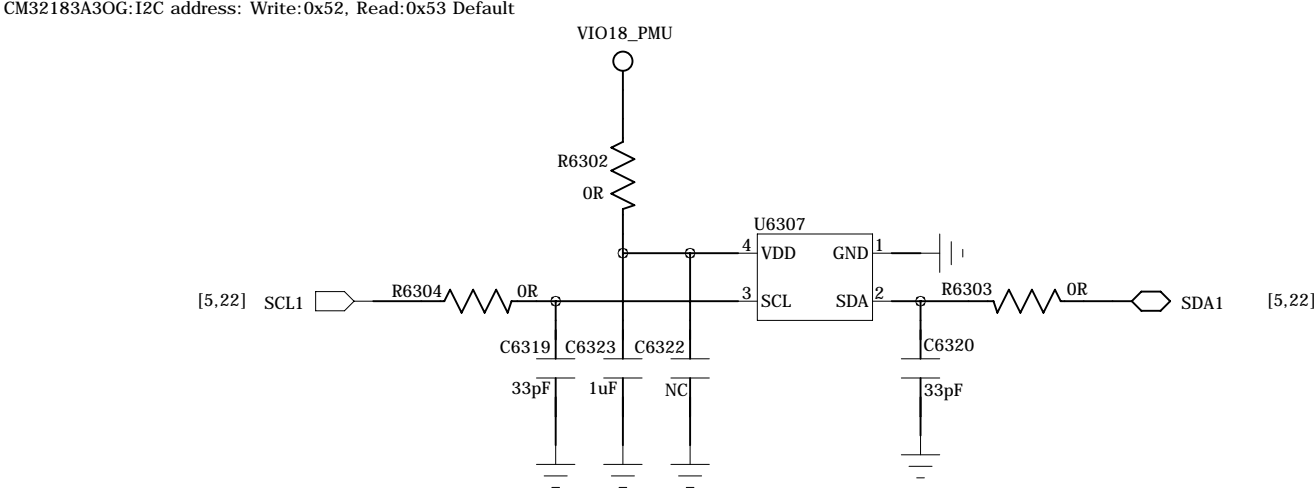 CM32183A3OG:I2C address: Write:0x52, Read:0x53 Default
VIO18_PMU
R6302
0R
U6307
4 VDD GND 1
[5,22] SCL1 R6304 0R 3 SCL SDA 2 R6303 0R SDA1 [5,22]
C6319 C6323 C6322 C6320
33pF 1uF NC 33pF